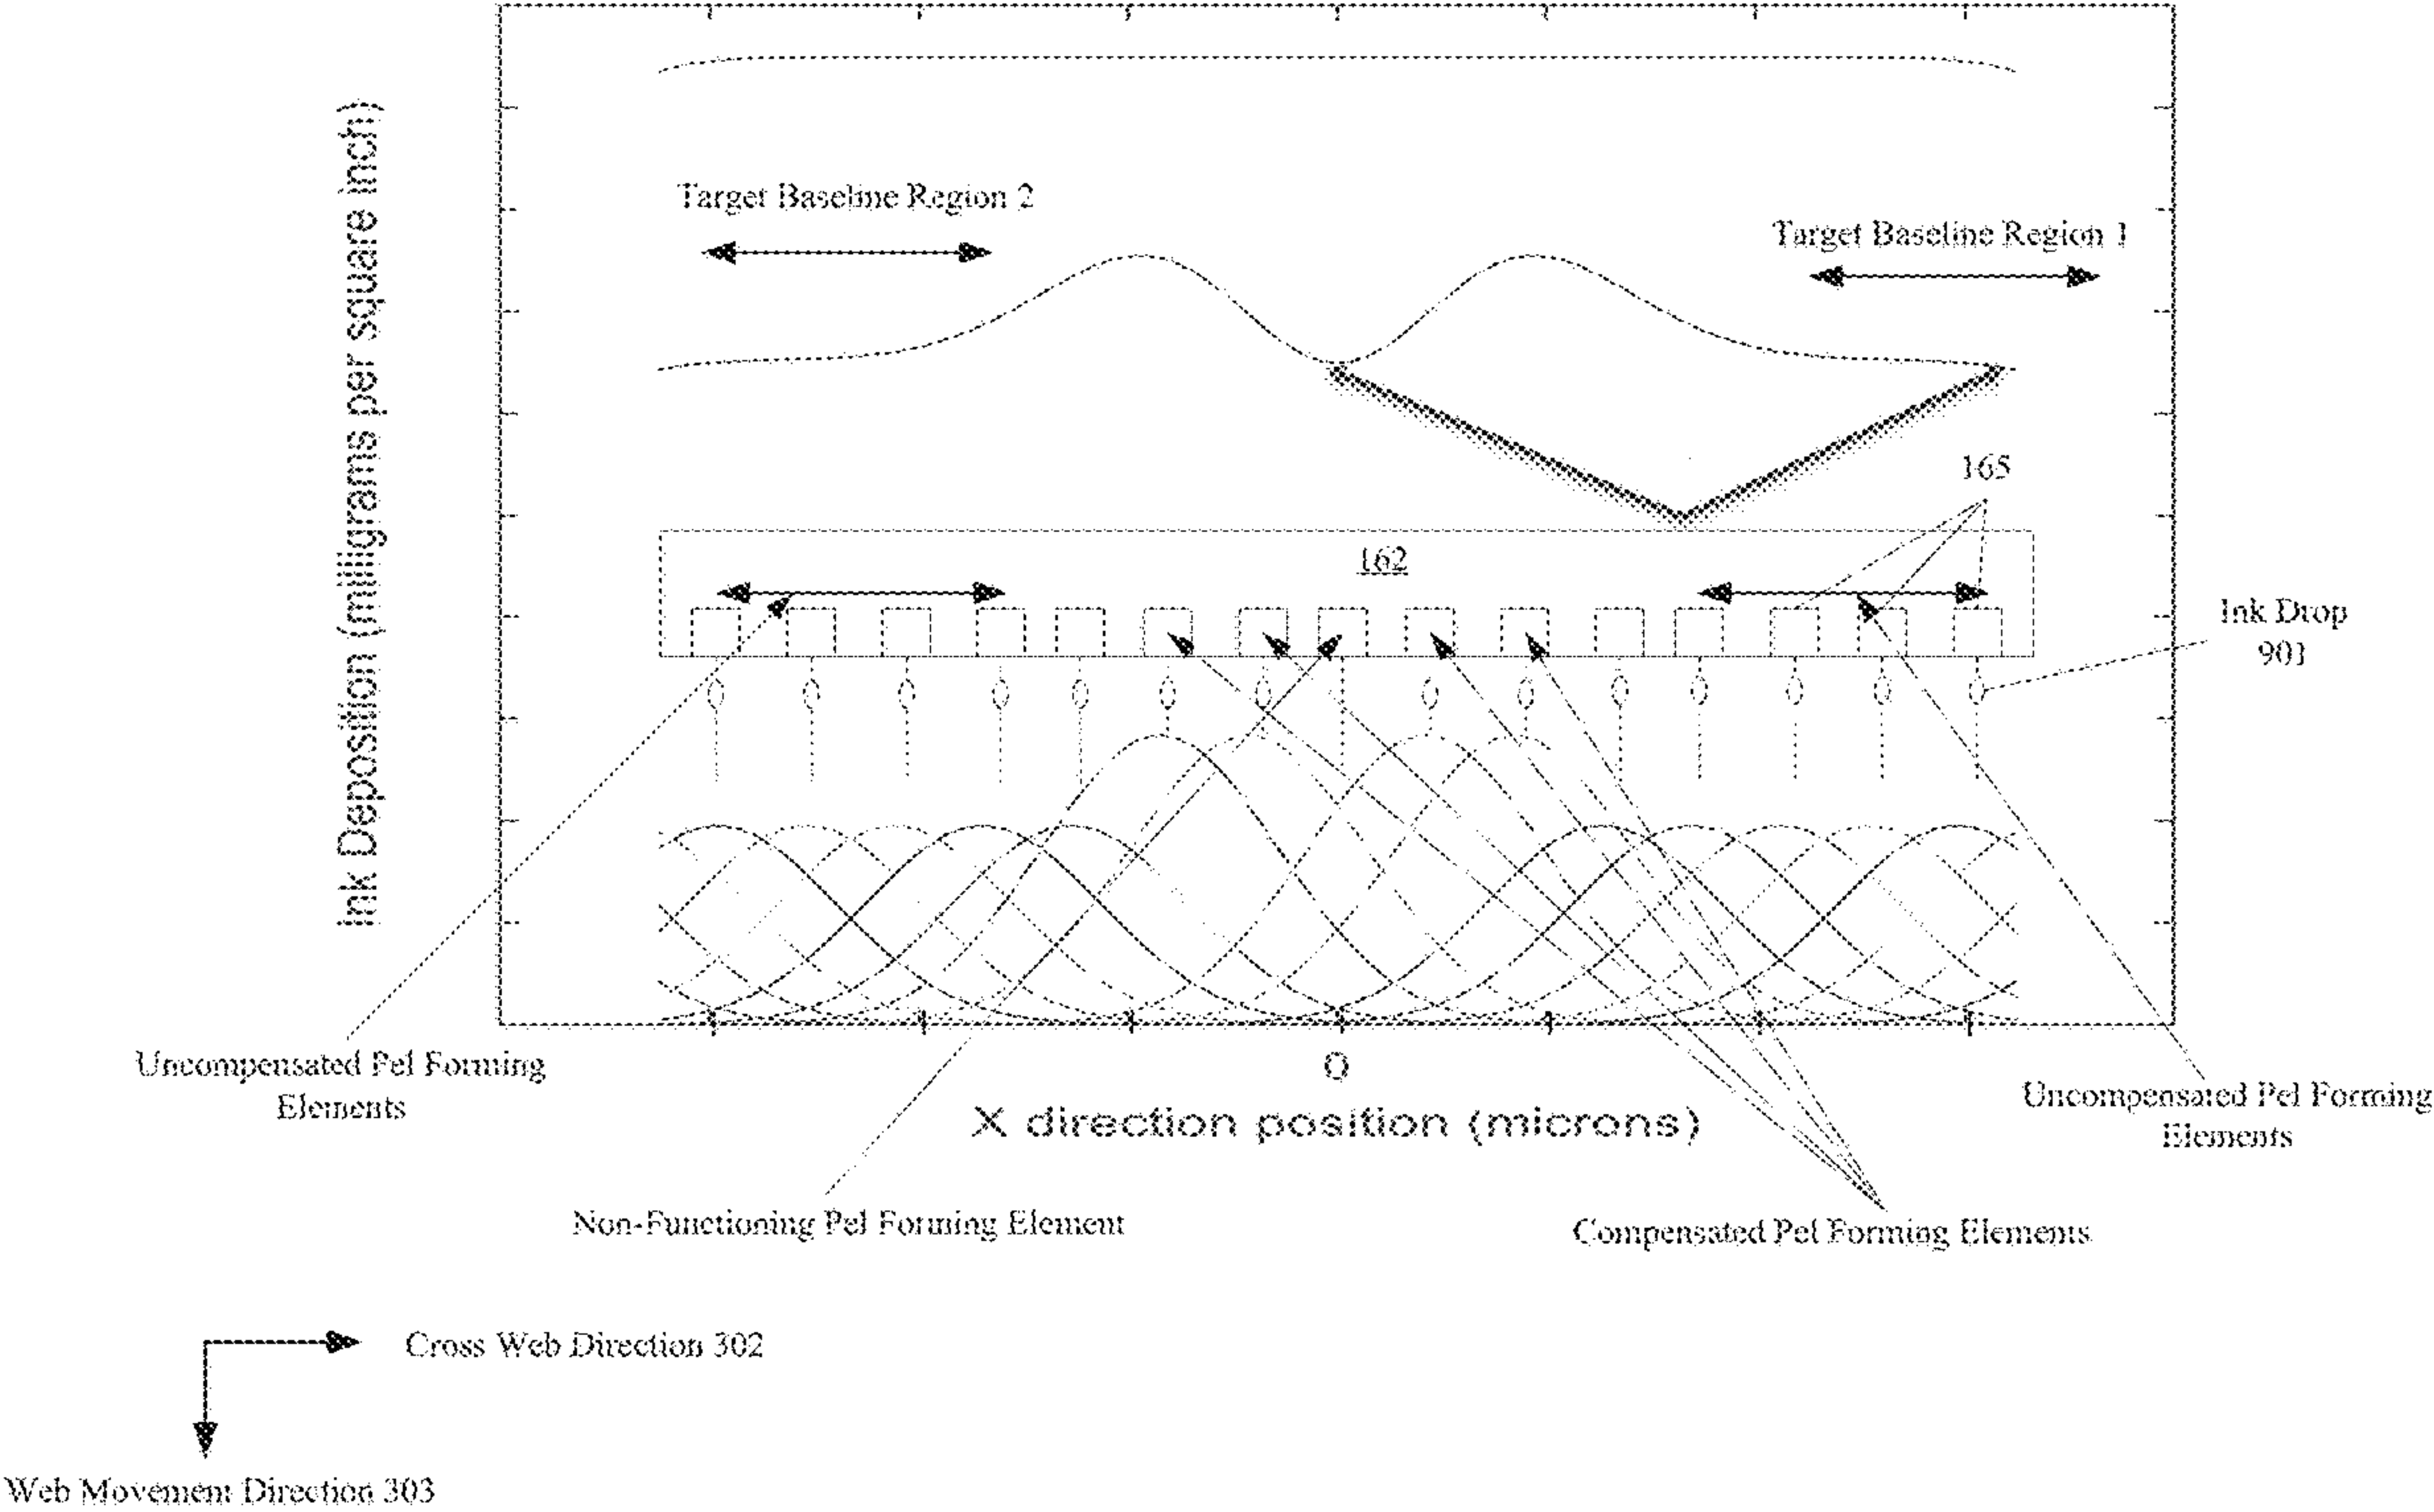 Ink Deposition (milligrams per square inch)
Target Baseline Region 2
Target Baseline Region 1
165
162
Ink Drop
901
Uncompensated Pel Forming
Elements
0
X direction position (microns)
Uncompensated Pel Forming
Elements
Non-Functioning Pel Forming Element
Compensated Pel Forming Elements
Cross Web Direction 302
Web Movement Direction 303